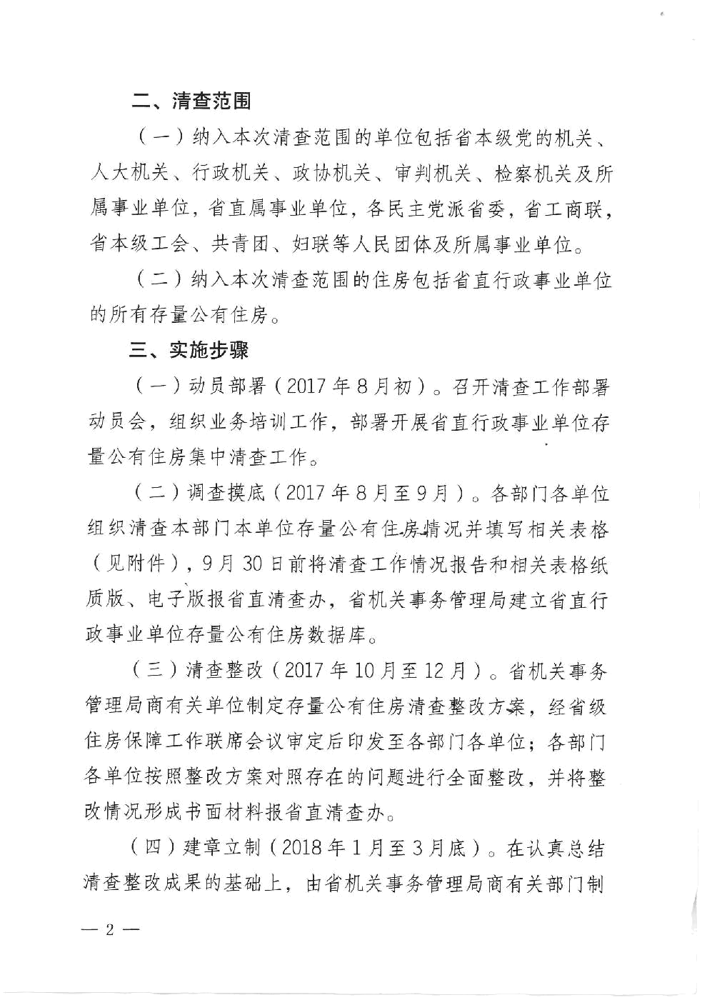 二、清查范围
（一）纳入本次清查范围的单位包括省本级党的机关、
人大机关、行政机关、政协机关、审判机关、检察机关及所
属事业单位，省直属事业单位，各民主党派省委，省工商联，
省本级工会、共青团、妇联等人民团体及所属事业单位。
（二）纳入本次清查范围的住房包括省直行政事业单位
的所有存量公有住房。
三、实施步骤
（一）动员部署（2017年8月初）。召开清查工作部署
动员会，组织业务培训工作，部署开展省直行政事业单位存
量公有住房集中清查工作。
（二）调查摸底（2017年8月至9月）。各部门各单位
组织清查本部门本单位存量公有住房情况并填写相关表格
（见附件），9月30日前将清查工作情况报告和相关表格纸
质版、电子版报省直清查办，省机关事务管理局建立省直行
政事业单位存量公有住房数据库。
（三）清查整改（2017年10月至12月）。省机关事务
管理局商有关单位制定存量公有住房清查整改方案，经省级
住房保障工作联席会议审定后印发至各部门各单位；各部门
各单位按照整改方案对照存在的问题进行全面整改，并将整
改情况形成书面材料报省直清查办。
（四）建章立制（2018年1月至3月底）。在认真总结
清查整改成果的基础上，由省机关事务管理局商有关部门制
— 2 —